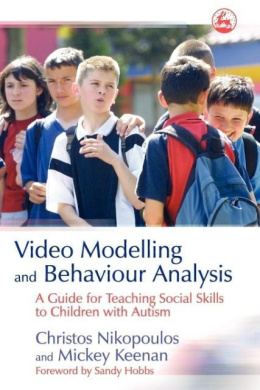 Video Modelling
and Behaviour Analysis
A Guide for Teaching Social Skills
to Children with Autism
Christos Nikopoulos
and Mickey Keenan
Foreword by Sandy Hobbs